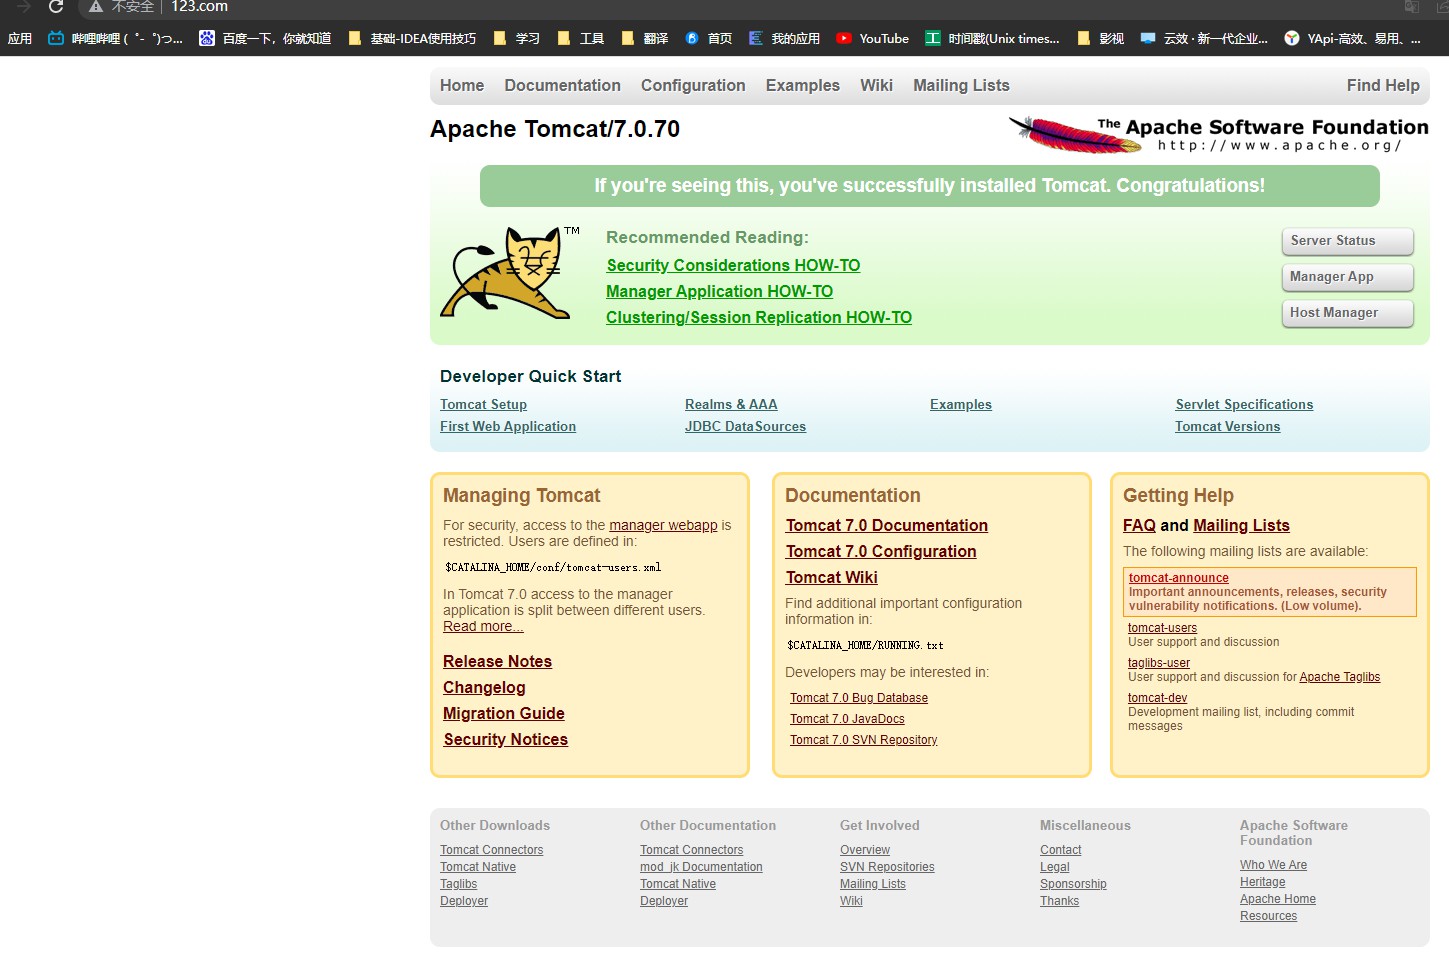 不安全 | 123.com
应用 哔哩哔哩 ( ゜- ゜)つ... 百度一下，你就知道 基础-IDEA使用技巧 学习 工具 翻译 首页 我的应用 YouTube 时间戳(Unix times... 影视 云效 · 新一代企业... YApi-高效、易用、...
Home Documentation Configuration Examples Wiki Mailing Lists Find Help
Apache Tomcat/7.0.70
The Apache Software Foundation
http://www.apache.org/
If you're seeing this, you've successfully installed Tomcat. Congratulations!
TM
Recommended Reading:
Security Considerations HOW-TO
Manager Application HOW-TO
Clustering/Session Replication HOW-TO
Server Status
Manager App
Host Manager
Developer Quick Start
Tomcat Setup Realms & AAA Examples Servlet Specifications
First Web Application JDBC DataSources Tomcat Versions
Managing Tomcat
For security, access to the manager webapp is
restricted. Users are defined in:
$CATALINA_HOME/conf/tomcat-users.xml
In Tomcat 7.0 access to the manager
application is split between different users.
Read more...
Release Notes
Changelog
Migration Guide
Security Notices
Documentation
Tomcat 7.0 Documentation
Tomcat 7.0 Configuration
Tomcat Wiki
Find additional important configuration
information in:
$CATALINA_HOME/RUNNING.txt
Developers may be interested in:
Tomcat 7.0 Bug Database
Tomcat 7.0 JavaDocs
Tomcat 7.0 SVN Repository
Getting Help
FAQ and Mailing Lists
The following mailing lists are available:
tomcat-announce
Important announcements, releases, security
vulnerability notifications. (Low volume).
tomcat-users
User support and discussion
taglibs-user
User support and discussion for Apache Taglibs
tomcat-dev
Development mailing list, including commit
messages
Other Downloads
Tomcat Connectors
Tomcat Native
Taglibs
Deployer
Other Documentation
Tomcat Connectors
mod_jk Documentation
Tomcat Native
Deployer
Get Involved
Overview
SVN Repositories
Mailing Lists
Wiki
Miscellaneous
Contact
Legal
Sponsorship
Thanks
Apache Software
Foundation
Who We Are
Heritage
Apache Home
Resources